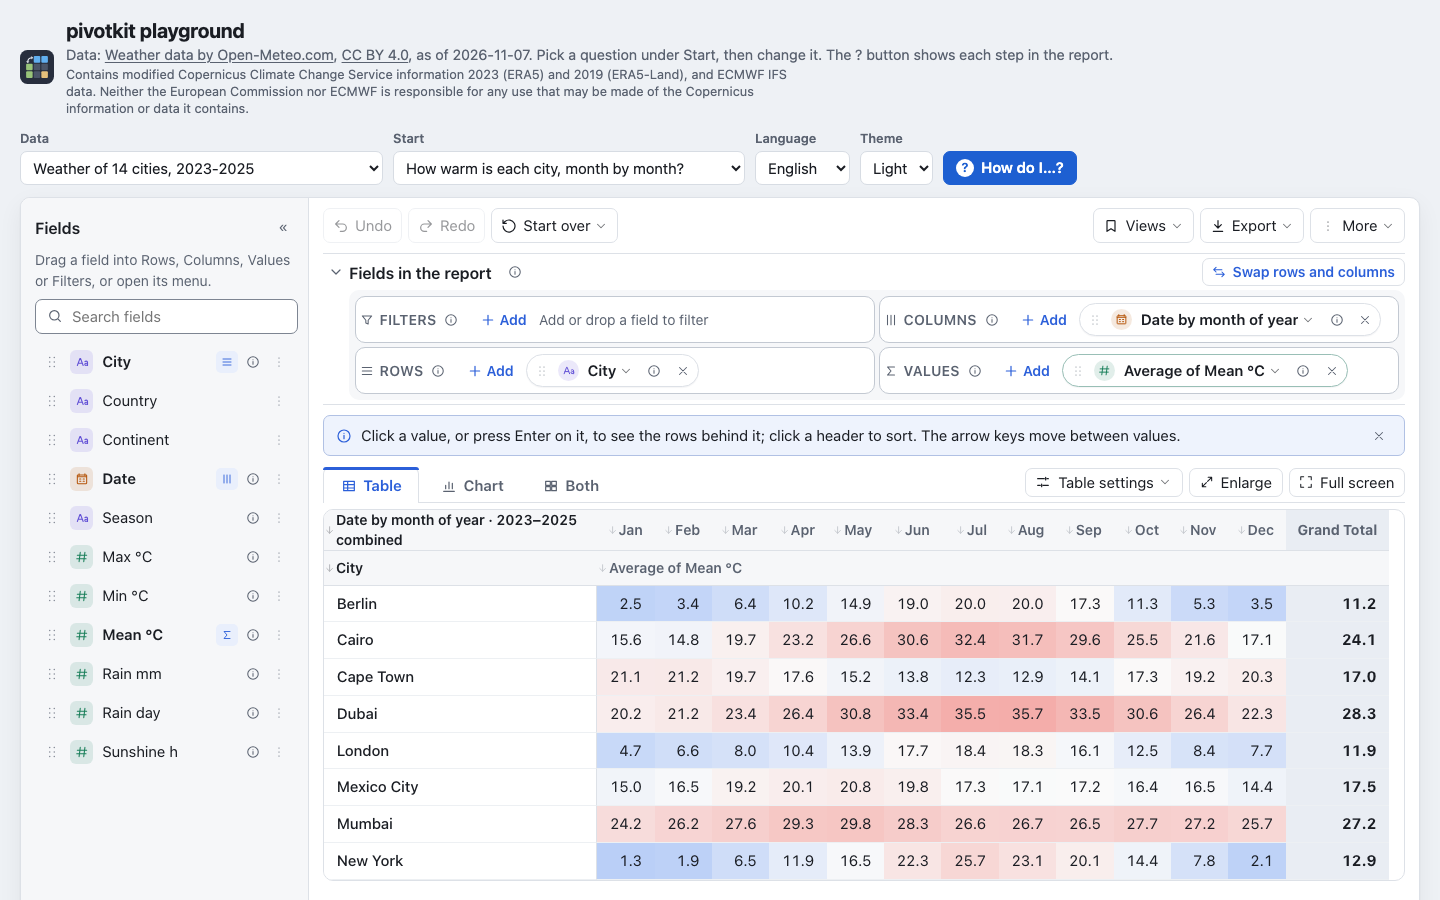 pivotkit playground
Data: Weather data by Open-Meteo.com, CC BY 4.0, as of 2026-11-07. Pick a question under Start, then change it. The ? button shows each step in the report.
Contains modified Copernicus Climate Change Service information 2023 (ERA5) and 2019 (ERA5-Land), and ECMWF IFS
data. Neither the European Commission nor ECMWF is responsible for any use that may be made of the Copernicus
information or data it contains.
Data Start Language Theme
Weather of 14 cities, 2023-2025 How warm is each city, month by month? English Light ? How do I...?
Fields «
Drag a field into Rows, Columns, Values
or Filters, or open its menu.
Search fields
Aa City
Aa Country
Aa Continent
Date
Aa Season
# Max °C
# Min °C
# Mean °C Σ
# Rain mm
# Rain day
# Sunshine h
Undo Redo Start over Views Export More
Fields in the report Swap rows and columns
FILTERS + Add Add or drop a field to filter
COLUMNS + Add Date by month of year
ROWS + Add Aa City
Σ VALUES + Add # Average of Mean °C
Click a value, or press Enter on it, to see the rows behind it; click a header to sort. The arrow keys move between values.
Table Chart Both Table settings Enlarge Full screen
Date by month of year · 2023–2025
combined
↓ Jan ↓ Feb ↓ Mar ↓ Apr ↓ May ↓ Jun ↓ Jul ↓ Aug ↓ Sep ↓ Oct ↓ Nov ↓ Dec Grand Total
↓ City ↓ Average of Mean °C
Berlin 2.5 3.4 6.4 10.2 14.9 19.0 20.0 20.0 17.3 11.3 5.3 3.5 11.2
Cairo 15.6 14.8 19.7 23.2 26.6 30.6 32.4 31.7 29.6 25.5 21.6 17.1 24.1
Cape Town 21.1 21.2 19.7 17.6 15.2 13.8 12.3 12.9 14.1 17.3 19.2 20.3 17.0
Dubai 20.2 21.2 23.4 26.4 30.8 33.4 35.5 35.7 33.5 30.6 26.4 22.3 28.3
London 4.7 6.6 8.0 10.4 13.9 17.7 18.4 18.3 16.1 12.5 8.4 7.7 11.9
Mexico City 15.0 16.5 19.2 20.1 20.8 19.8 17.3 17.1 17.2 16.4 16.5 14.4 17.5
Mumbai 24.2 26.2 27.6 29.3 29.8 28.3 26.6 26.7 26.5 27.7 27.2 25.7 27.2
New York 1.3 1.9 6.5 11.9 16.5 22.3 25.7 23.1 20.1 14.4 7.8 2.1 12.9